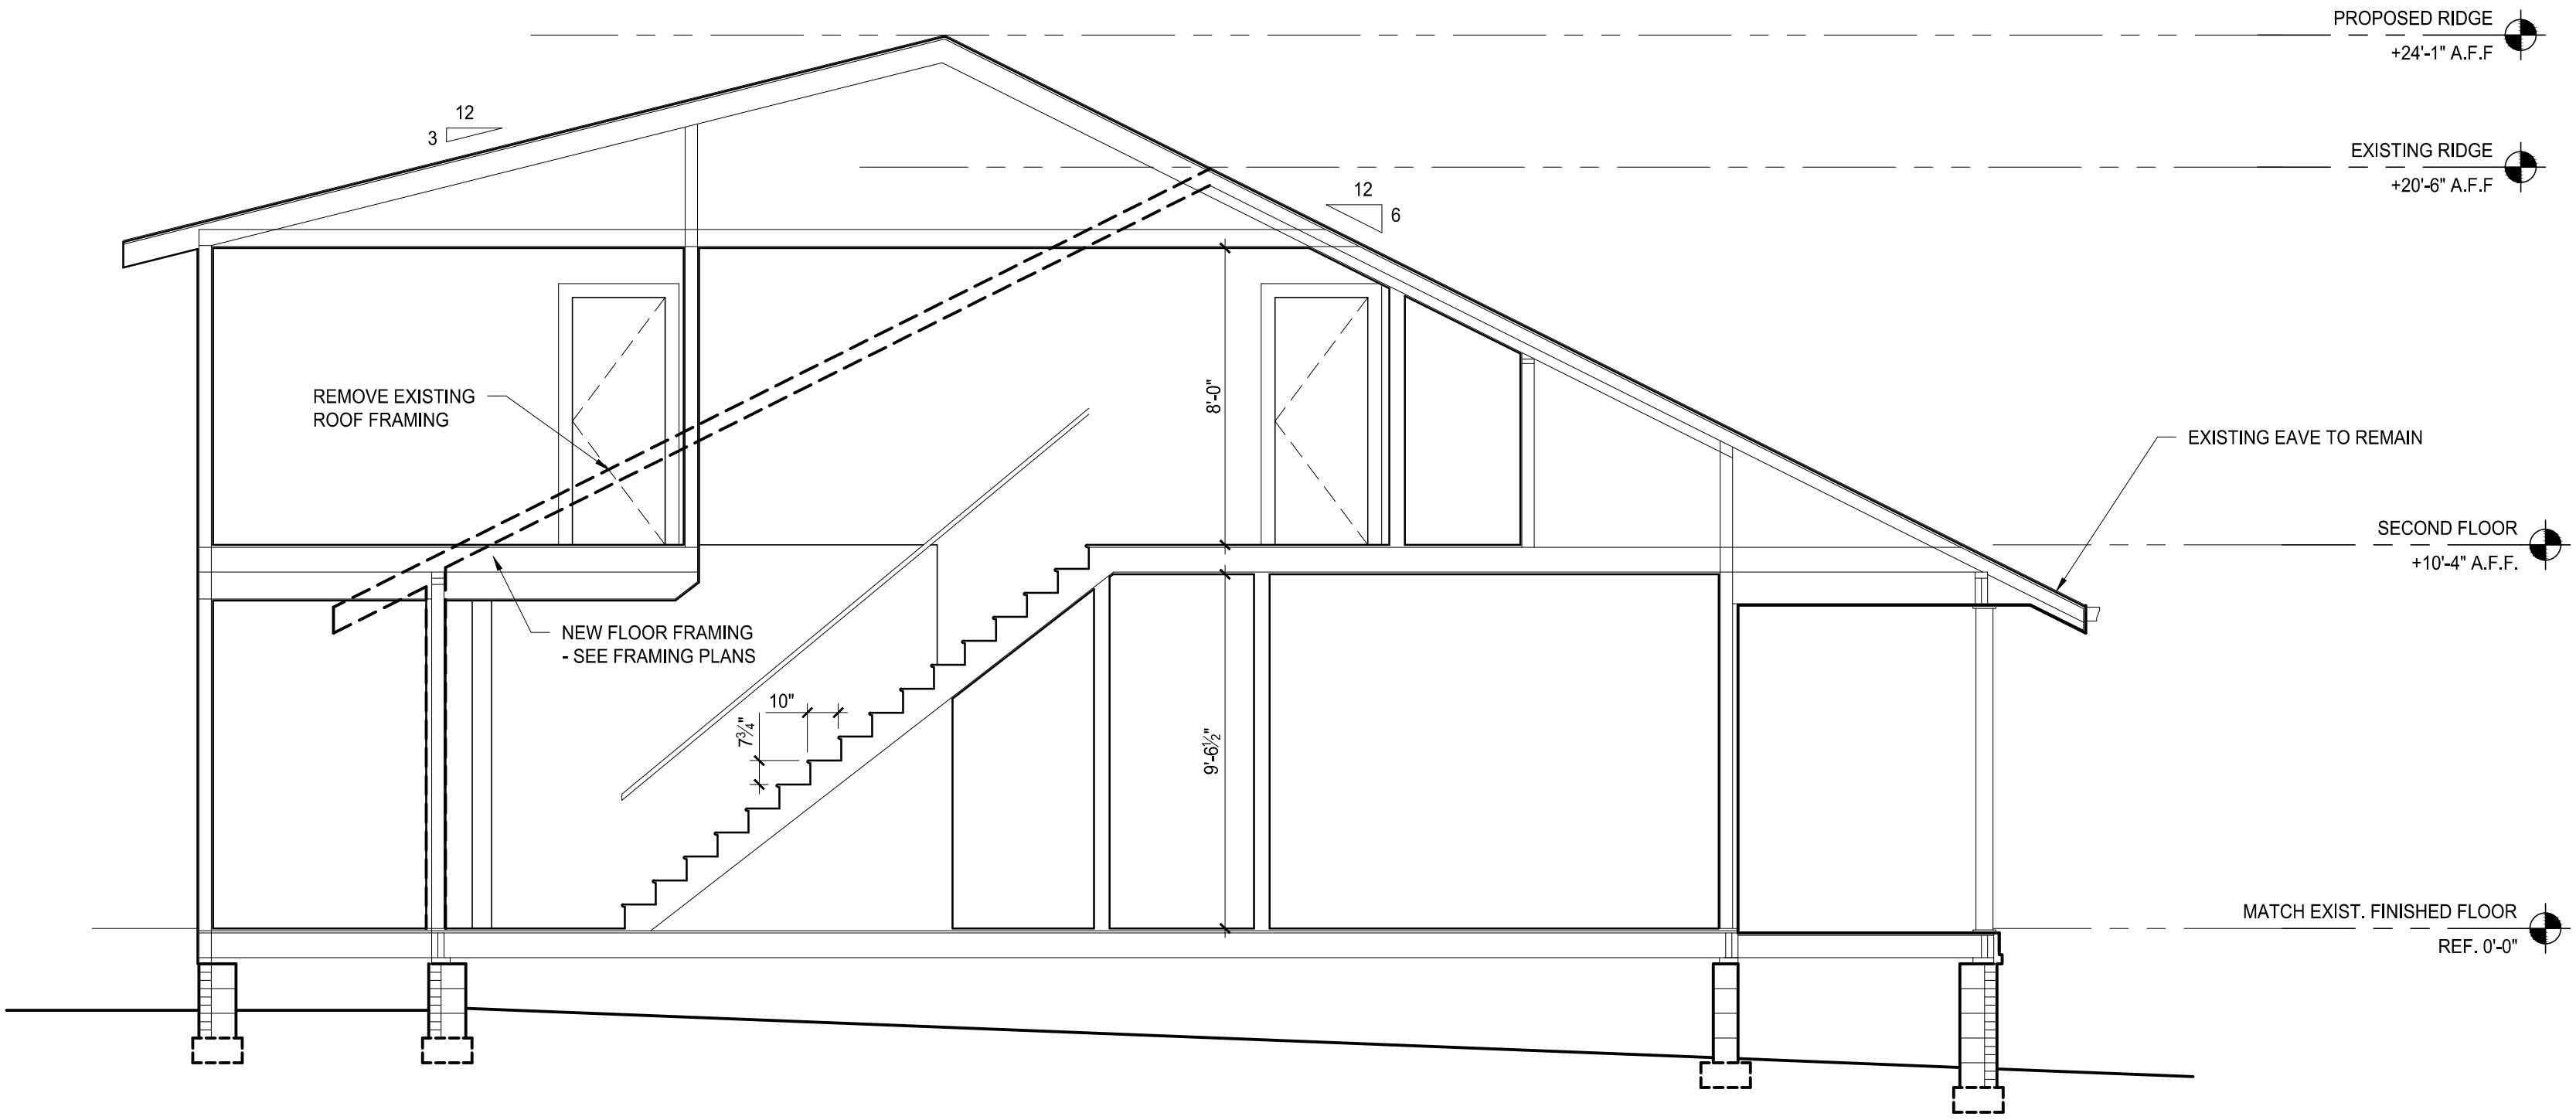 PROPOSED RIDGE
+24'-1" A.F.F
12
3
EXISTING RIDGE
+20'-6" A.F.F
12
6
REMOVE EXISTING
ROOF FRAMING
8'-0"
EXISTING EAVE TO REMAIN
SECOND FLOOR
+10'-4" A.F.F.
NEW FLOOR FRAMING
- SEE FRAMING PLANS
10"
7¾"
9'-6½"
MATCH EXIST. FINISHED FLOOR
REF. 0'-0"